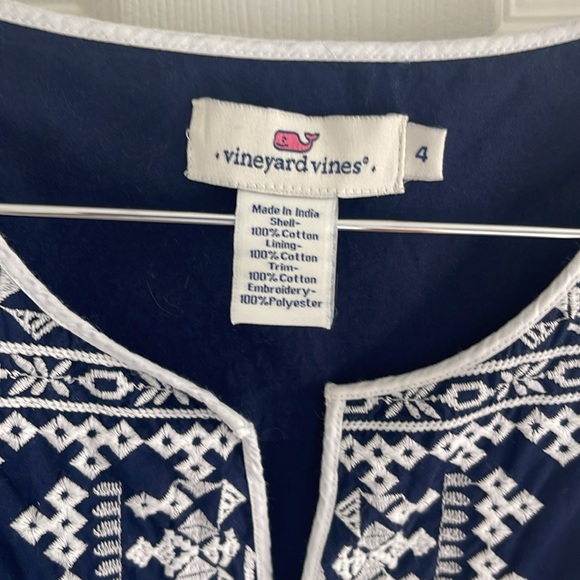 ·vineyard vines®·
4
Made In India
Shell-
100% Cotton
Lining-
100% Cotton
Trim-
100% Cotton
Embroidery-
100%Polyester